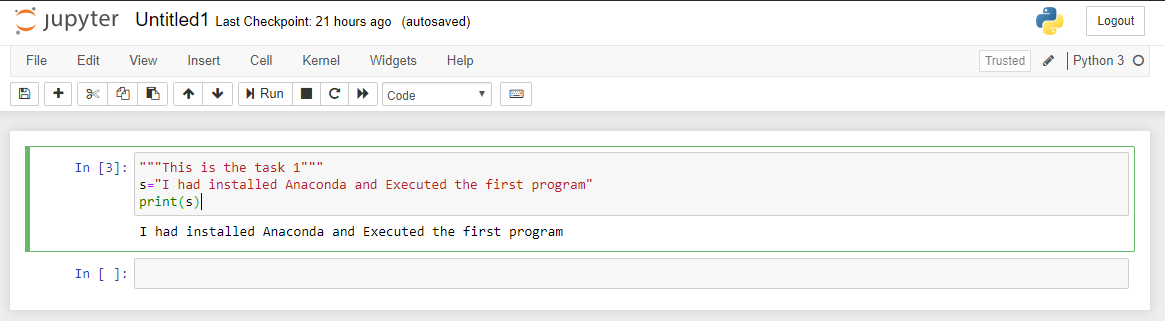 jupyter Untitled1 Last Checkpoint: 21 hours ago (autosaved) Logout
File Edit View Insert Cell Kernel Widgets Help Trusted Python 3
Run Code
In [3]: """This is the task 1"""
s="I had installed Anaconda and Executed the first program"
print(s)
I had installed Anaconda and Executed the first program
In [ ]: